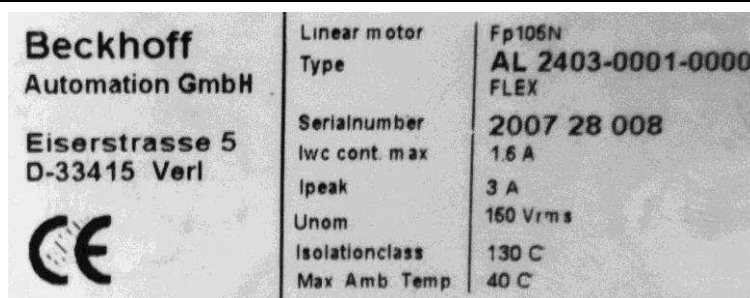 Beckhoff
Automation GmbH
Eiserstrasse 5
D-33415 Verl
CE
Linear motor Fp105N
Type AL 2403-0001-0000
FLEX
Serialnumber 2007 28 008
Iwc cont. max 1.6 A
Ipeak 3 A
Unom 160 Vrms
Isolationclass 130 C
Max Amb Temp 40 C